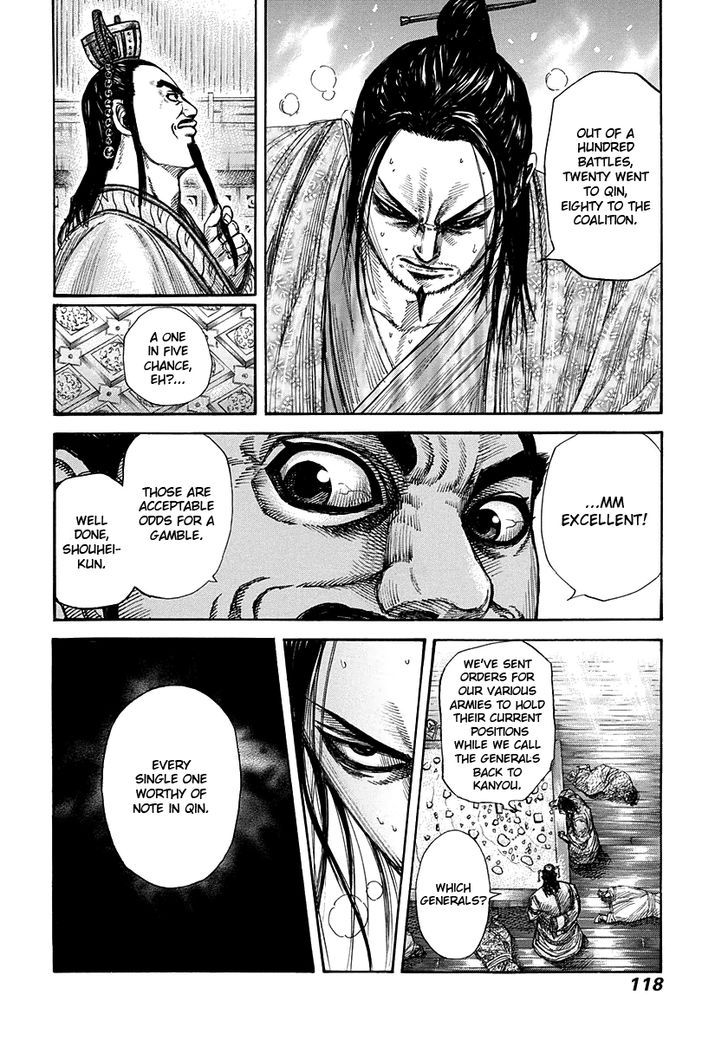 OUT OF A
HUNDRED
BATTLES,
TWENTY WENT
TO QIN,
EIGHTY TO THE
COALITION.
A ONE
IN FIVE
CHANCE,
EH?...
...MM
EXCELLENT!
THOSE ARE
ACCEPTABLE
ODDS FOR A
GAMBLE.
WELL
DONE,
SHOUHEI-
KUN.
WE'VE SENT
ORDERS FOR
OUR VARIOUS
ARMIES TO HOLD
THEIR CURRENT
POSITIONS
WHILE WE CALL
THE GENERALS
BACK TO
KANYOU.
WHICH
GENERALS?
EVERY
SINGLE ONE
WORTHY OF
NOTE IN QIN.
118